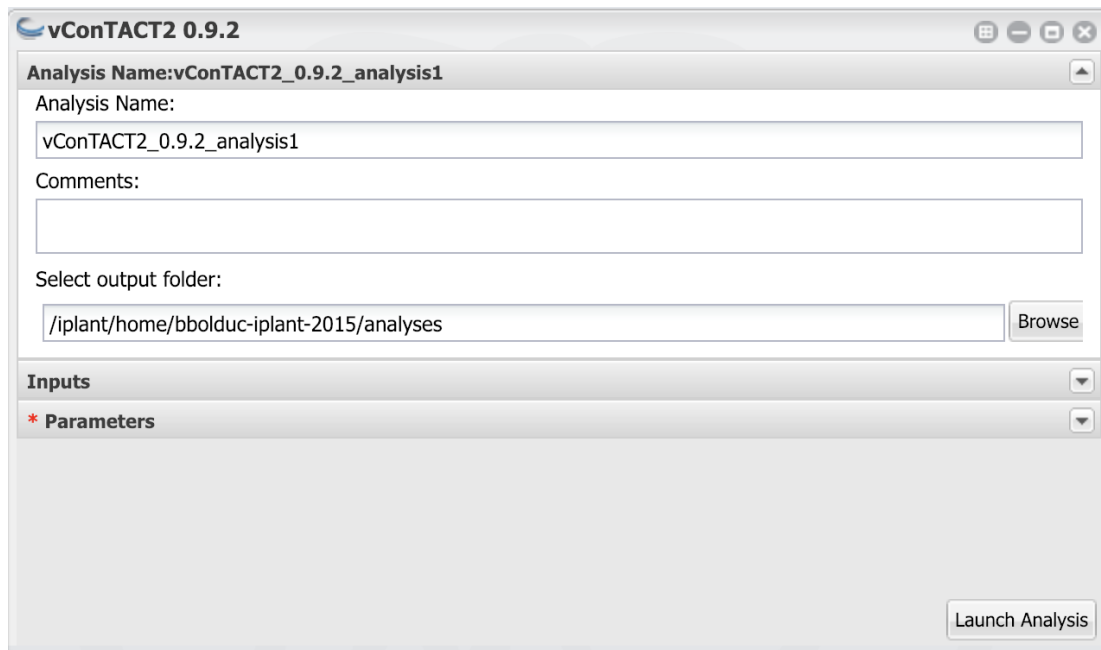 vConTACT2 0.9.2
Analysis Name:vConTACT2_0.9.2_analysis1
Analysis Name:
vConTACT2_0.9.2_analysis1
Comments:
Select output folder:
/iplant/home/bbolduc-iplant-2015/analyses
Browse
Inputs
* Parameters
Launch Analysis